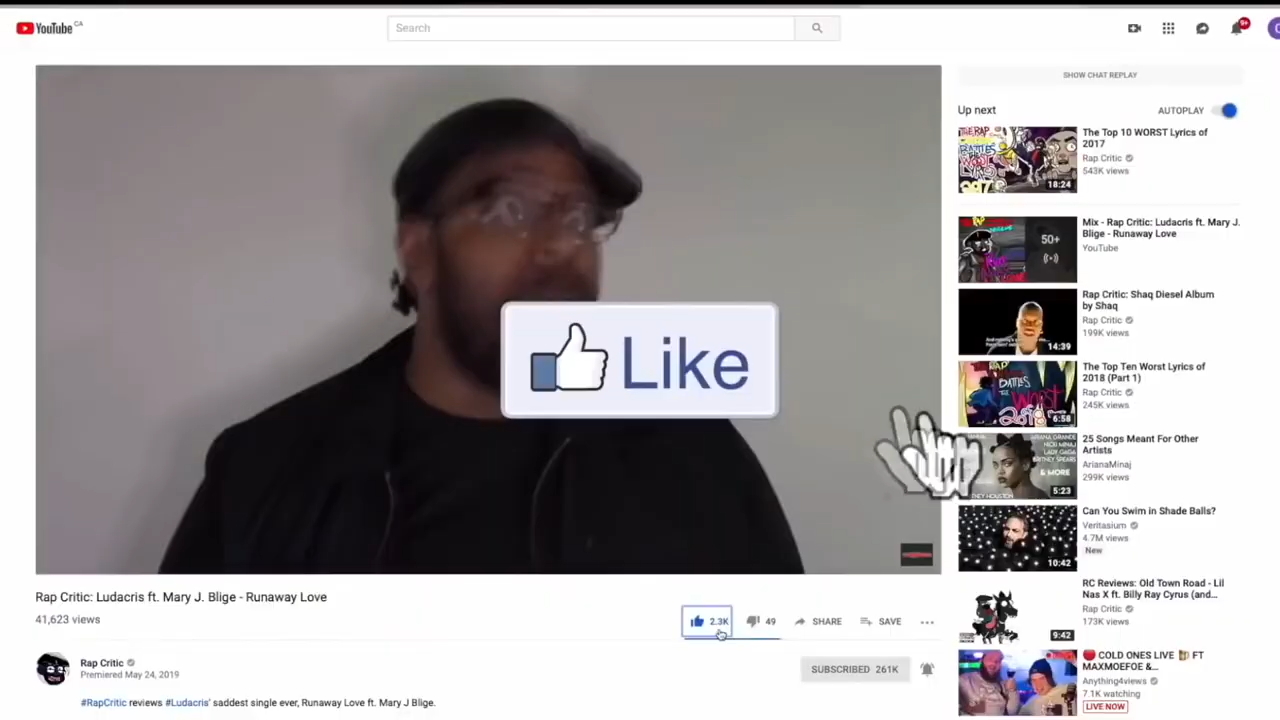 YouTube CA
Search
9+
SHOW CHAT REPLAY
Up next
AUTOPLAY
18:24
The Top 10 WORST Lyrics of
2017
Rap Critic
543K views
50+
Mix - Rap Critic: Ludacris ft. Mary J.
Blige - Runaway Love
YouTube
14:39
Rap Critic: Shaq Diesel Album
by Shaq
Rap Critic
199K views
6:58
The Top Ten Worst Lyrics of
2018 (Part 1)
Rap Critic
245K views
& MORE
5:23
25 Songs Meant For Other
Artists
ArianaMinaj
299K views
10:42
Can You Swim in Shade Balls?
Veritasium
4.7M views
New
9:42
RC Reviews: Old Town Road - Lil
Nas X ft. Billy Ray Cyrus (and...
Rap Critic
173K views
COLD ONES LIVE FT
MAXMOEFOE &...
Anything4views
7.1K watching
LIVE NOW
Like
Rap Critic: Ludacris ft. Mary J. Blige - Runaway Love
41,623 views
2.3K
49
SHARE
SAVE
Rap Critic
Premiered May 24, 2019
SUBSCRIBED 261K
#RapCritic reviews #Ludacris' saddest single ever, Runaway Love ft. Mary J Blige.